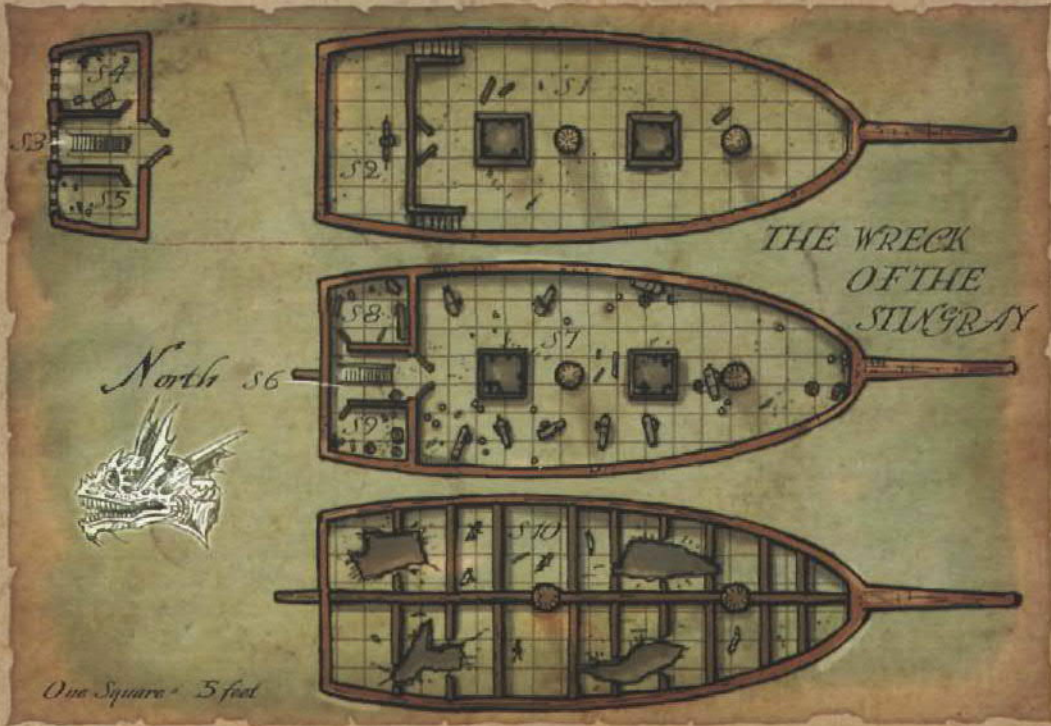 S4
S3
S5
S1
S2
THE WRECK
OF THE
STINGRAY
North
S6
S8
S7
S9
S10
One Square = 5 feet